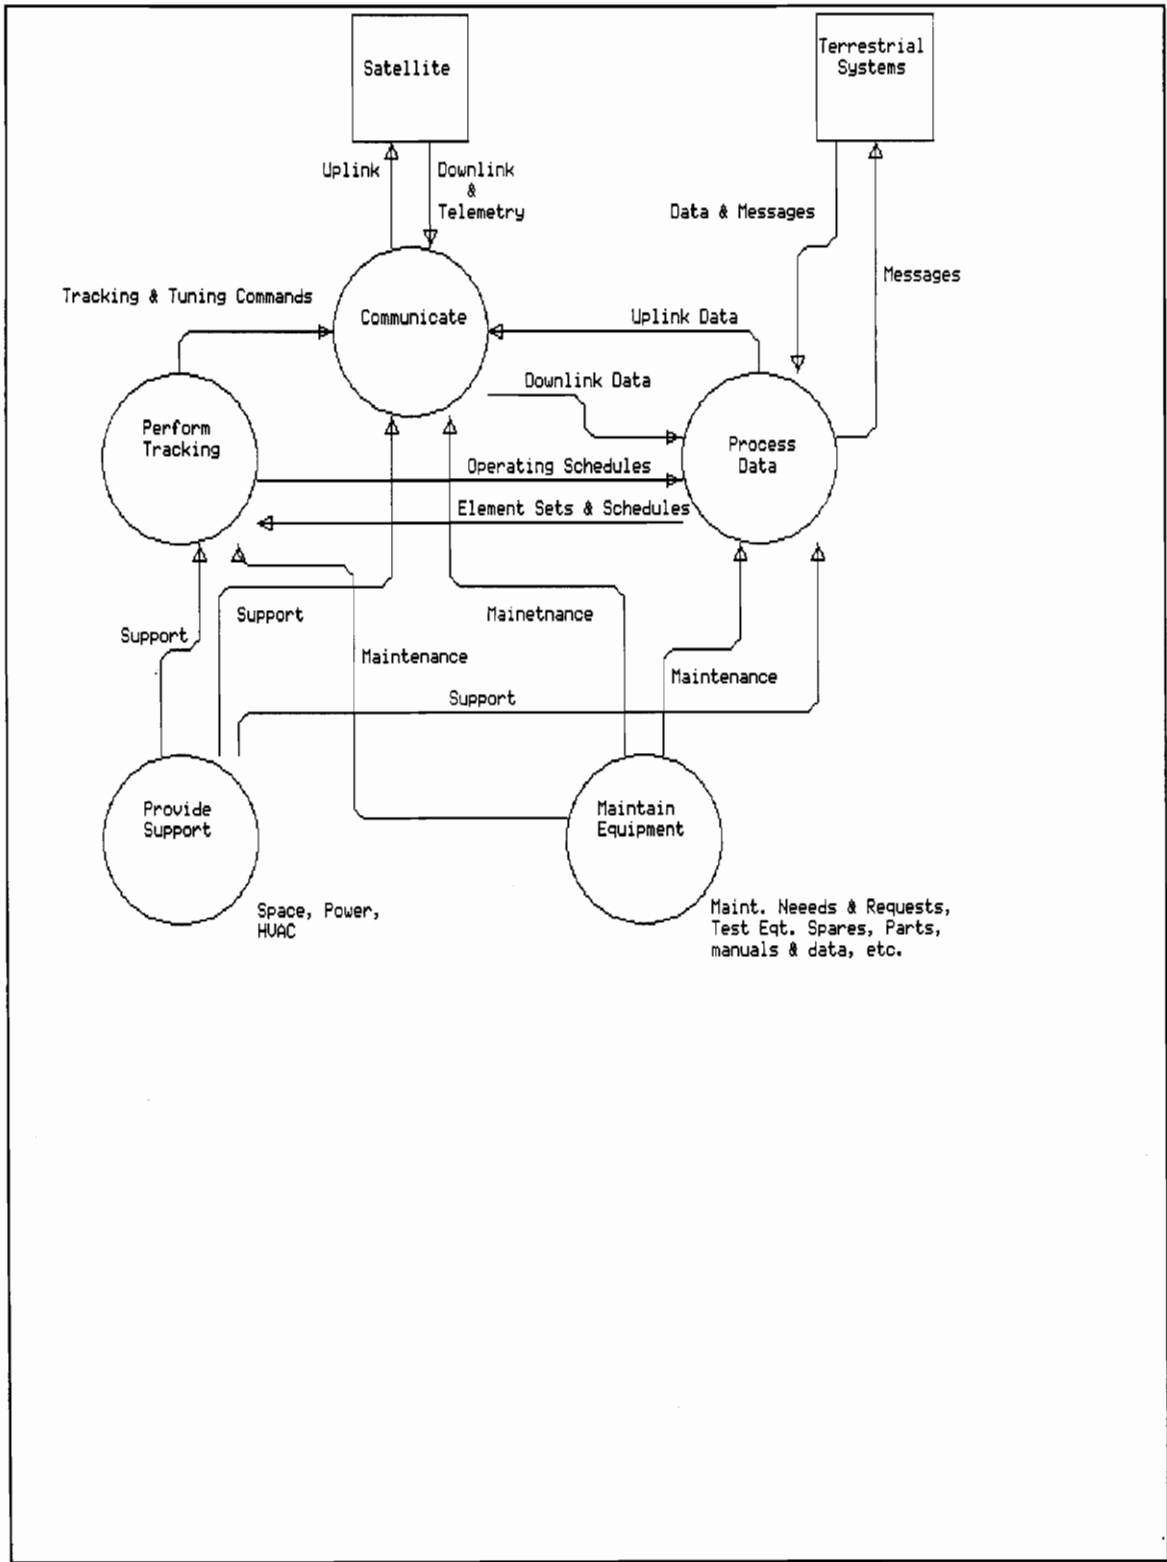 Satellite
Terrestrial
Systems
Uplink
Downlink
&
Telemetry
Data & Messages
Messages
Tracking & Tuning Commands
Communicate
Uplink Data
Downlink Data
Perform
Tracking
Process
Data
Operating Schedules
Element Sets & Schedules
Support
Support
Mainetnance
Maintenance
Maintenance
Support
Provide
Support
Maintain
Equipment
Space, Power,
HVAC
Maint. Neeeds & Requests,
Test Eqt. Spares, Parts,
manuals & data, etc.